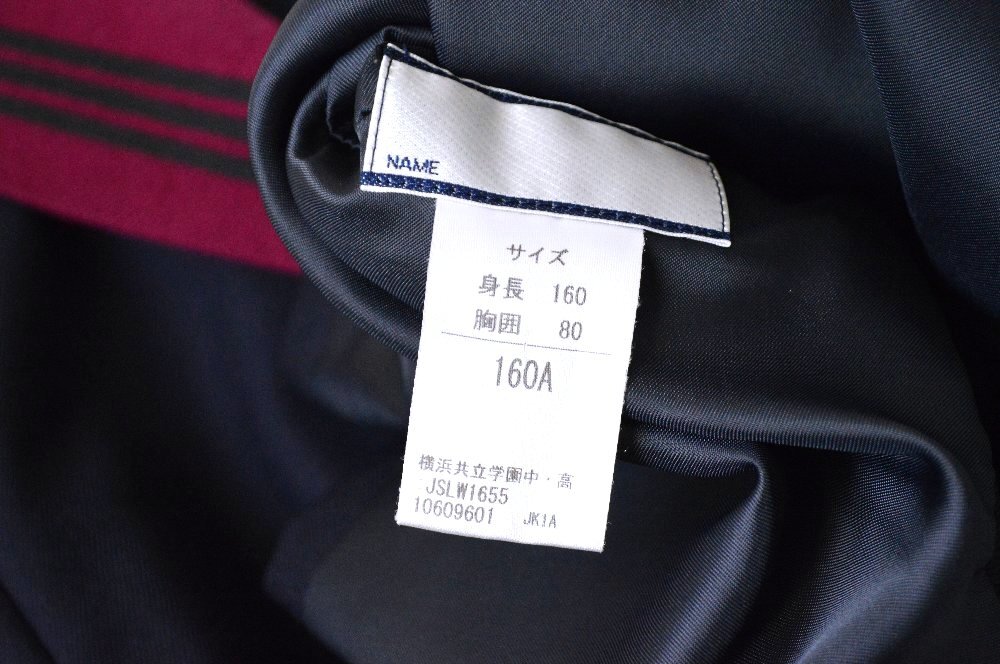 NAME
サイズ
身長 160
胸囲 80
160A
横浜共立学園中・高
JSLW1655
10609601 JK1A